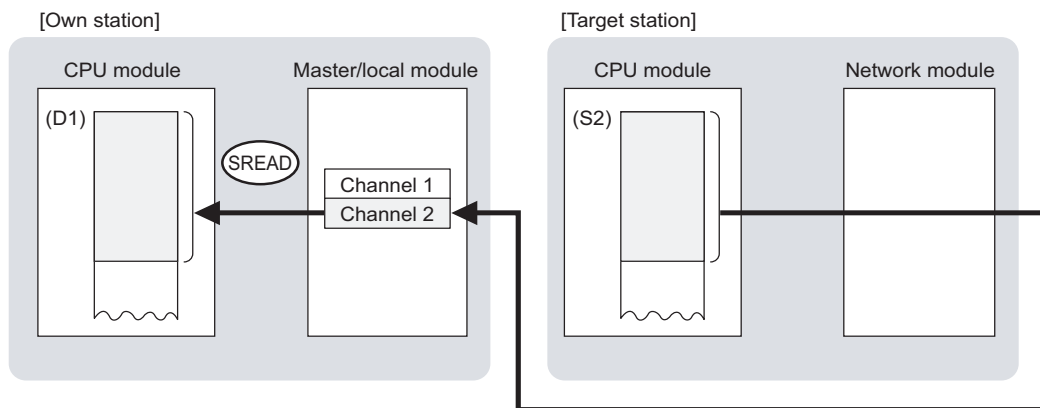 [Own station]
[Target station]
CPU module
Master/local module
CPU module
Network module
(D1)
(S2)
SREAD
Channel 1
Channel 2